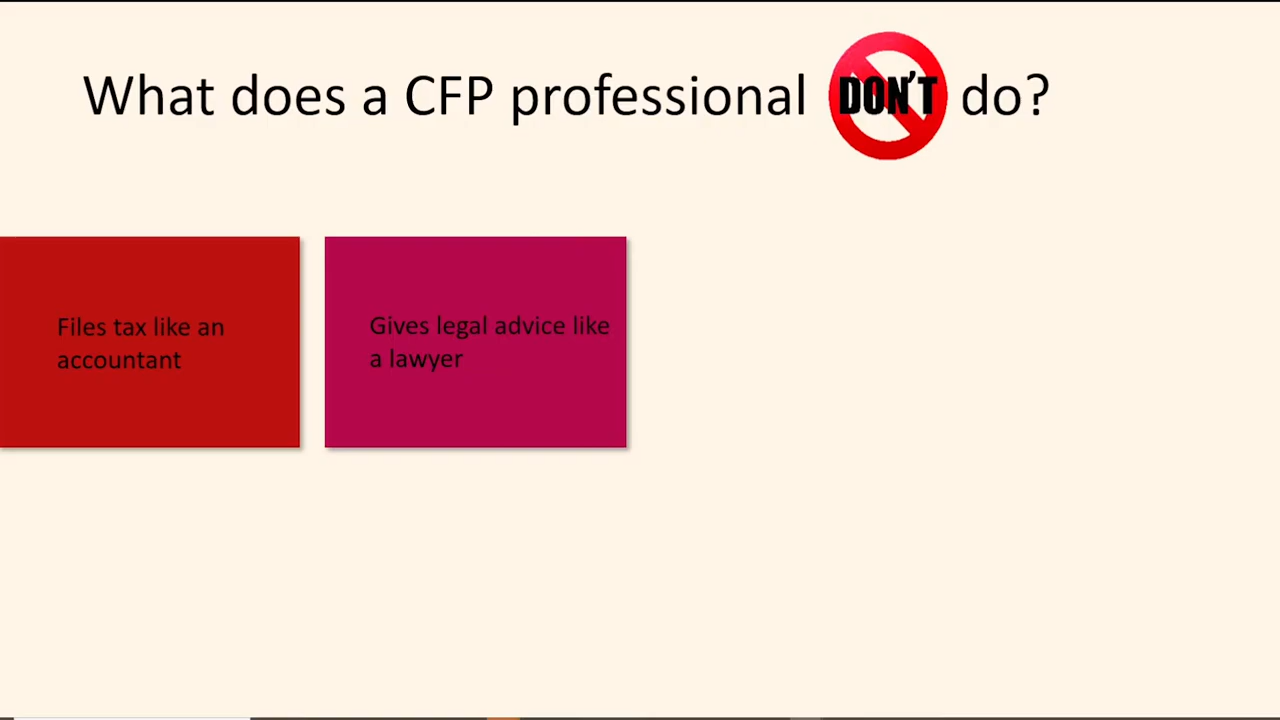 What does a CFP professional DON'T do?
Files tax like an
accountant
Gives legal advice like
a lawyer